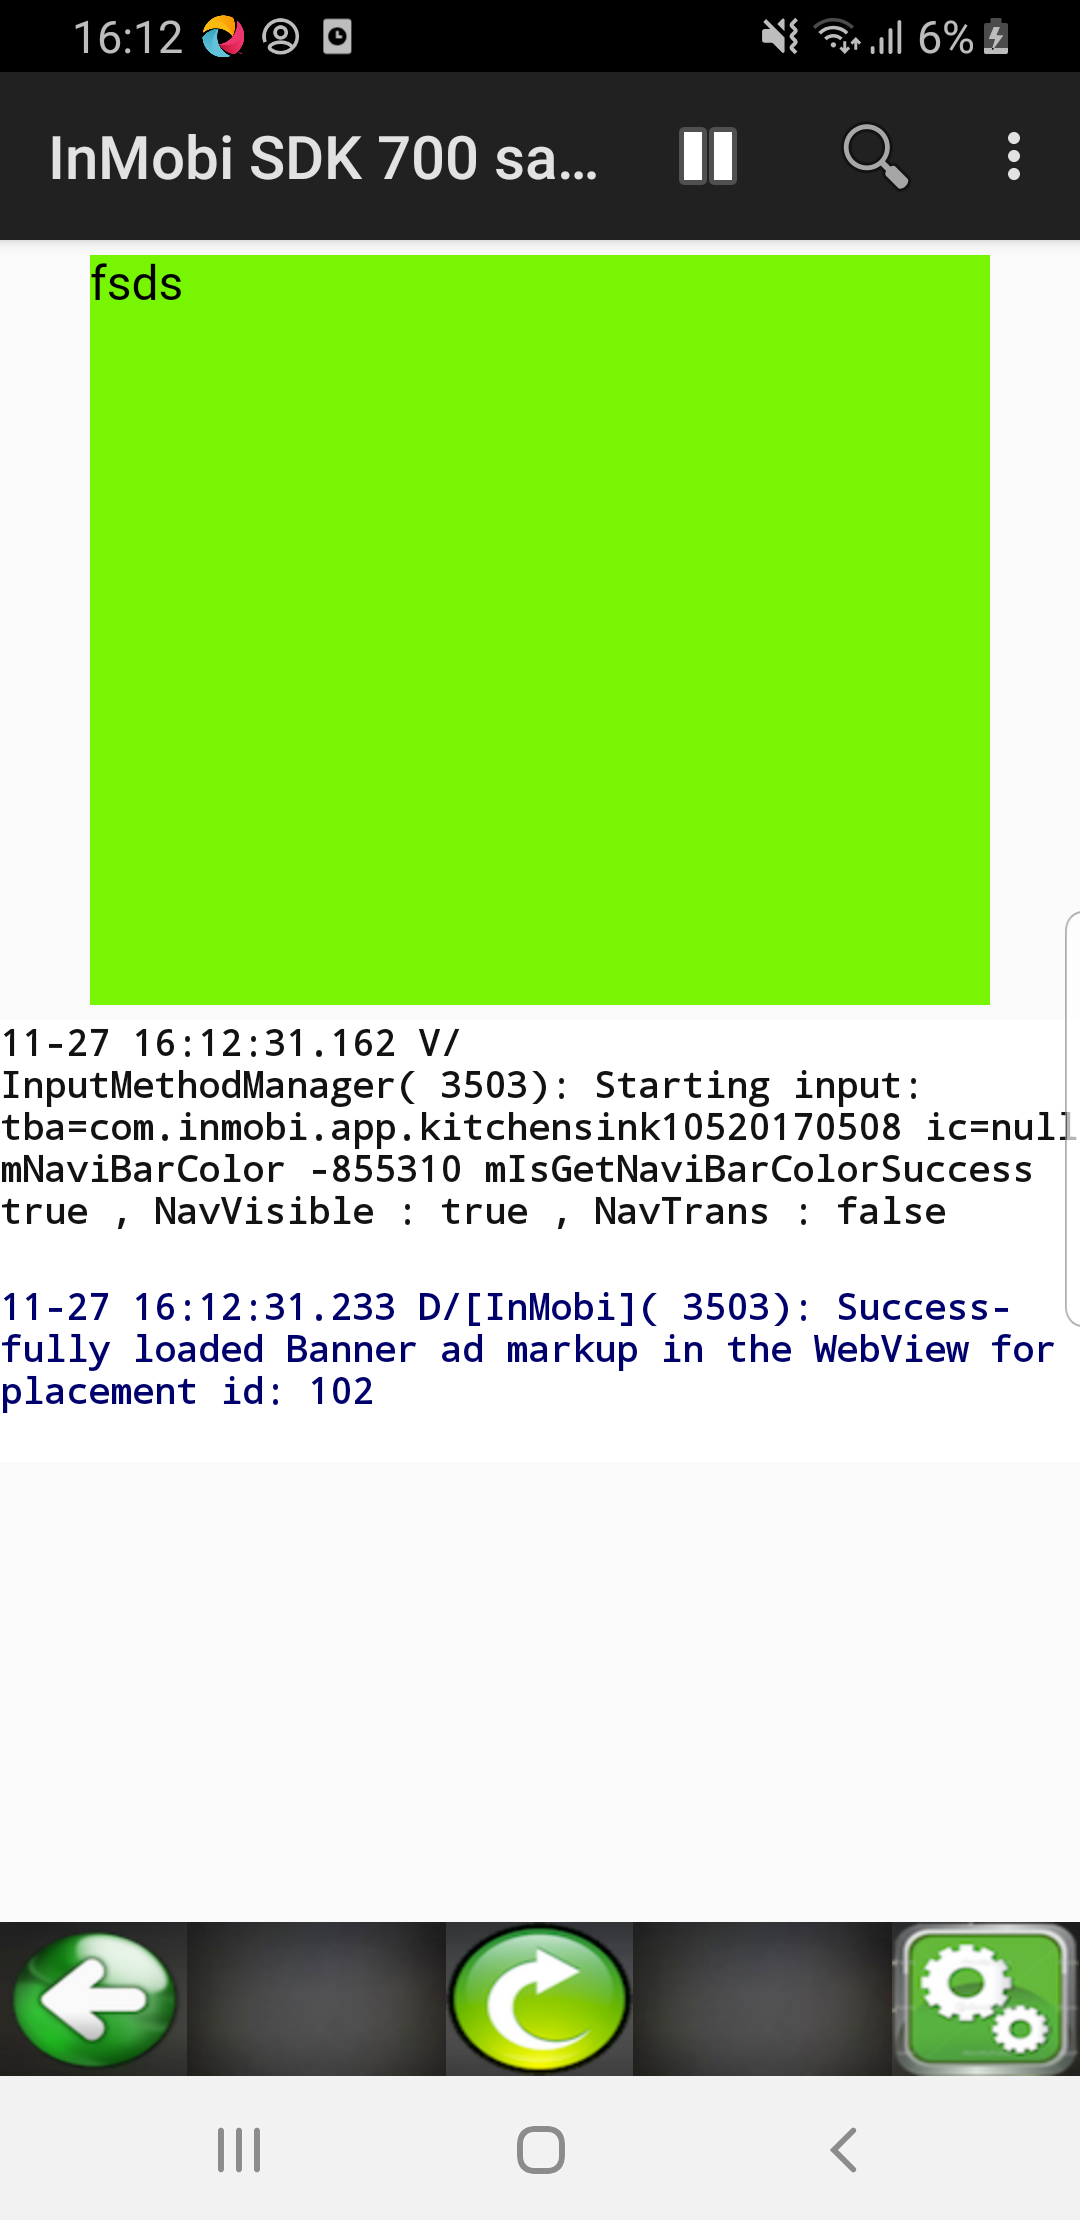 16:12
6%
InMobi SDK 700 sa...
fsds
11-27 16:12:31.162 V/
InputMethodManager( 3503): Starting input:
tba=com.inmobi.app.kitchensink10520170508 ic=null
mNaviBarColor -855310 mIsGetNaviBarColorSuccess
true , NavVisible : true , NavTrans : false
11-27 16:12:31.233 D/[InMobi]( 3503): Success-
fully loaded Banner ad markup in the WebView for
placement id: 102